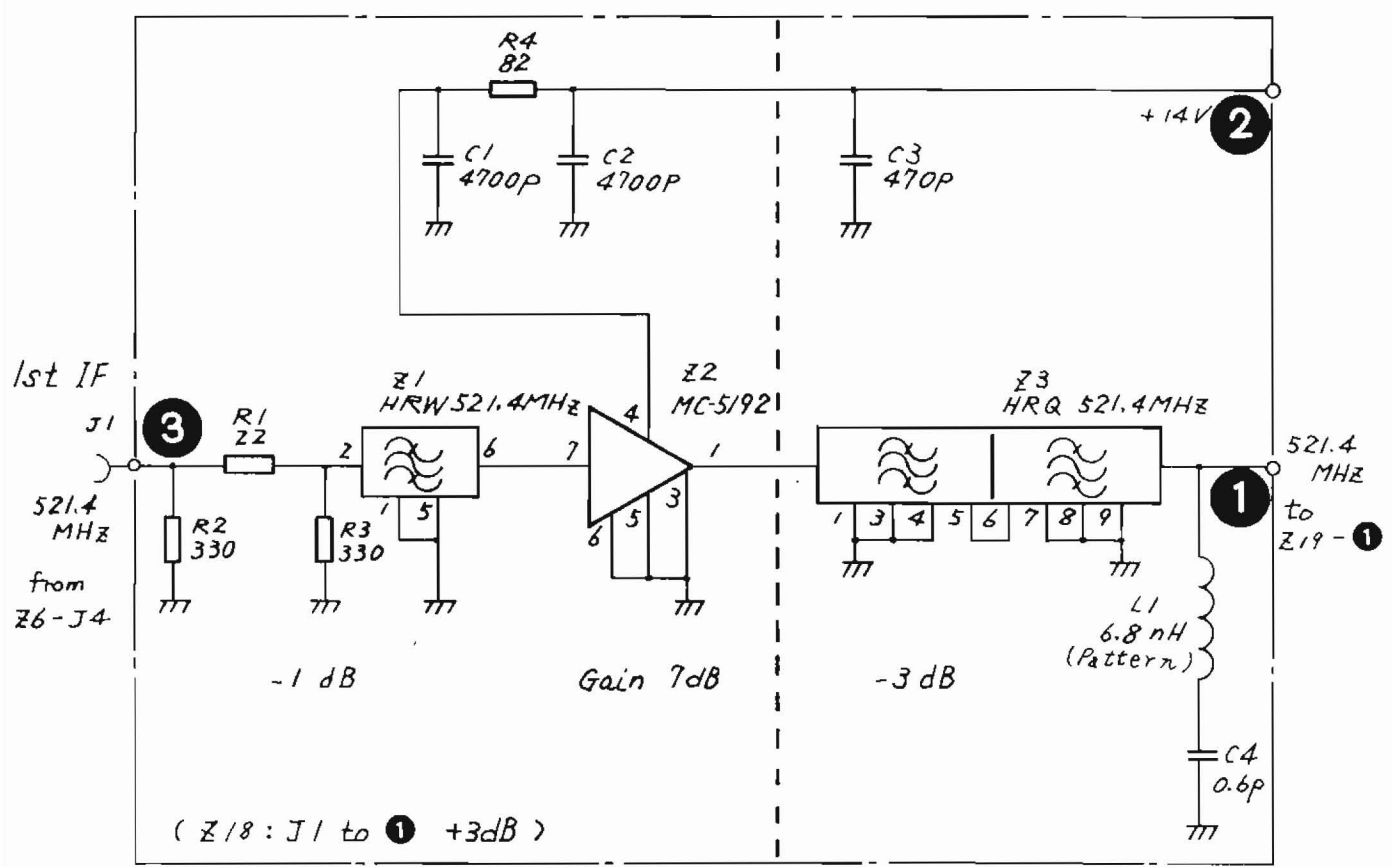 R4
82
+14V
2
C1
4700P
C2
4700P
C3
470P
1st IF
J1
3
R1
22
Z1
HRW 521.4MHz
Z2
MC-5192
Z3
HRQ 521.4MHZ
2
6
7
4
1
1
5
6
5
3
1
3
4
5
6
7
8
9
521.4
MHZ
1
to
Z19-1
521.4
MHZ
from
Z6-J4
R2
330
R3
330
L1
6.8nH
(Pattern)
-1 dB
Gain 7dB
-3dB
C4
0.6P
(Z18: J1 to 1 +3dB)